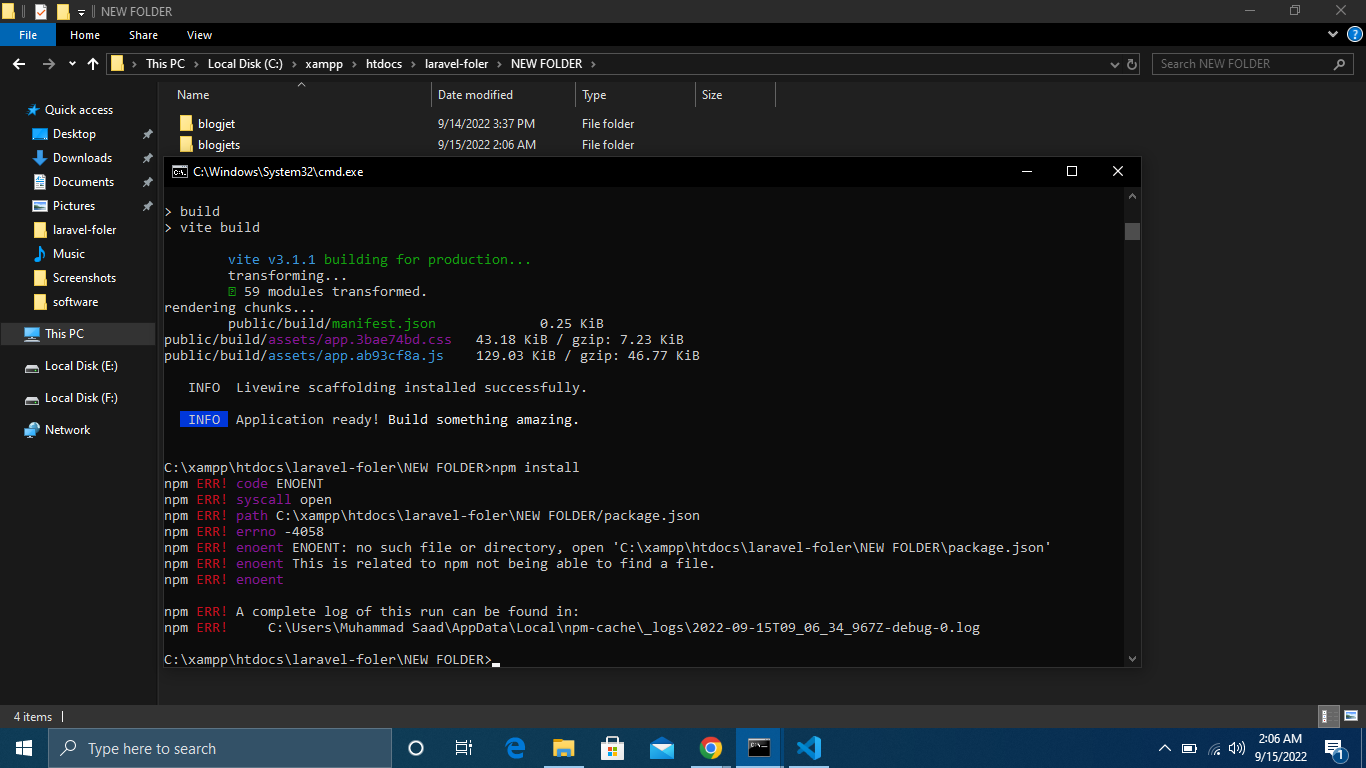 NEW FOLDER
File Home Share View
This PC Local Disk (C:) xampp htdocs laravel-foler NEW FOLDER
Search NEW FOLDER
Name Date modified Type Size
blogjet 9/14/2022 3:37 PM File folder
blogjets 9/15/2022 2:06 AM File folder
Quick access
Desktop
Downloads
Documents
Pictures
laravel-foler
Music
Screenshots
software
This PC
Local Disk (E:)
Local Disk (F:)
Network
C:\Windows\System32\cmd.exe
> build
> vite build
vite v3.1.1 building for production...
transforming...
59 modules transformed.
rendering chunks...
public/build/manifest.json 0.25 KiB
public/build/assets/app.3bae74bd.css 43.18 KiB / gzip: 7.23 KiB
public/build/assets/app.ab93cf8a.js 129.03 KiB / gzip: 46.77 KiB
INFO Livewire scaffolding installed successfully.
INFO Application ready! Build something amazing.
C:\xampp\htdocs\laravel-foler\NEW FOLDER>npm install
npm ERR! code ENOENT
npm ERR! syscall open
npm ERR! path C:\xampp\htdocs\laravel-foler\NEW FOLDER/package.json
npm ERR! errno -4058
npm ERR! enoent ENOENT: no such file or directory, open 'C:\xampp\htdocs\laravel-foler\NEW FOLDER\package.json'
npm ERR! enoent This is related to npm not being able to find a file.
npm ERR! enoent
npm ERR! A complete log of this run can be found in:
npm ERR! C:\Users\Muhammad Saad\AppData\Local\npm-cache\_logs\2022-09-15T09_06_34_967Z-debug-0.log
C:\xampp\htdocs\laravel-foler\NEW FOLDER>
4 items
Type here to search
2:06 AM
9/15/2022
1